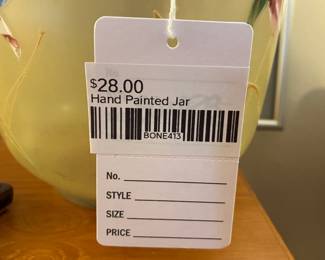 $28.00
Hand Painted Jar
BONE413
No.
STYLE
SIZE
PRICE